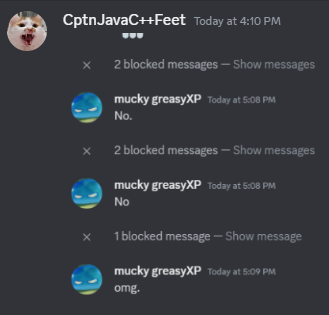 CptnJavaC++Feet Today at 4:10 PM
2 blocked messages — Show messages
mucky greasyXP Today at 5:08 PM
No.
2 blocked messages — Show messages
mucky greasyXP Today at 5:08 PM
No
1 blocked message — Show message
mucky greasyXP Today at 5:09 PM
omg.